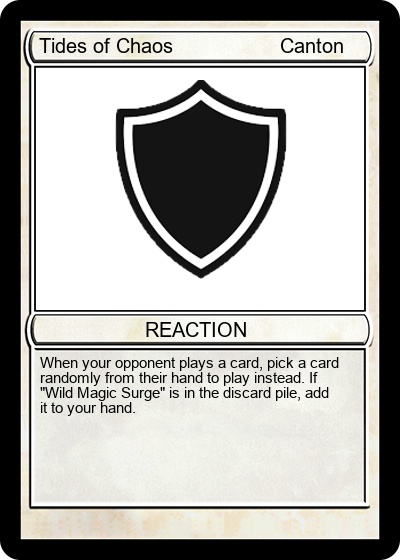 Tides of Chaos Canton
REACTION
When your opponent plays a card, pick a card
randomly from their hand to play instead. If
"Wild Magic Surge" is in the discard pile, add
it to your hand.